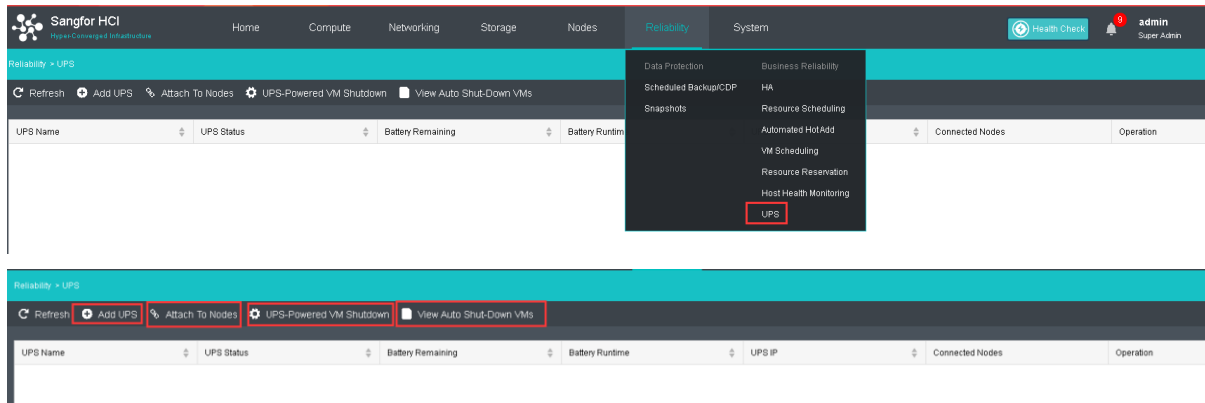 Sangfor HCI
Hyper-Converged Infrastructure
Home Compute Networking Storage Nodes Reliability System
Health Check
9
admin
Super Admin
Reliability > UPS
Refresh Add UPS Attach To Nodes UPS-Powered VM Shutdown View Auto Shut-Down VMs
Data Protection
Scheduled Backup/CDP
Snapshots
Business Reliability
HA
Resource Scheduling
Automated HotAdd
VM Scheduling
Resource Reservation
Host Health Monitoring
UPS
UPS Name UPS Status Battery Remaining Battery Runtim Connected Nodes Operation
Reliability > UPS
Refresh Add UPS Attach To Nodes UPS-Powered VM Shutdown View Auto Shut-Down VMs
UPS Name UPS Status Battery Remaining Battery Runtime UPS IP Connected Nodes Operation